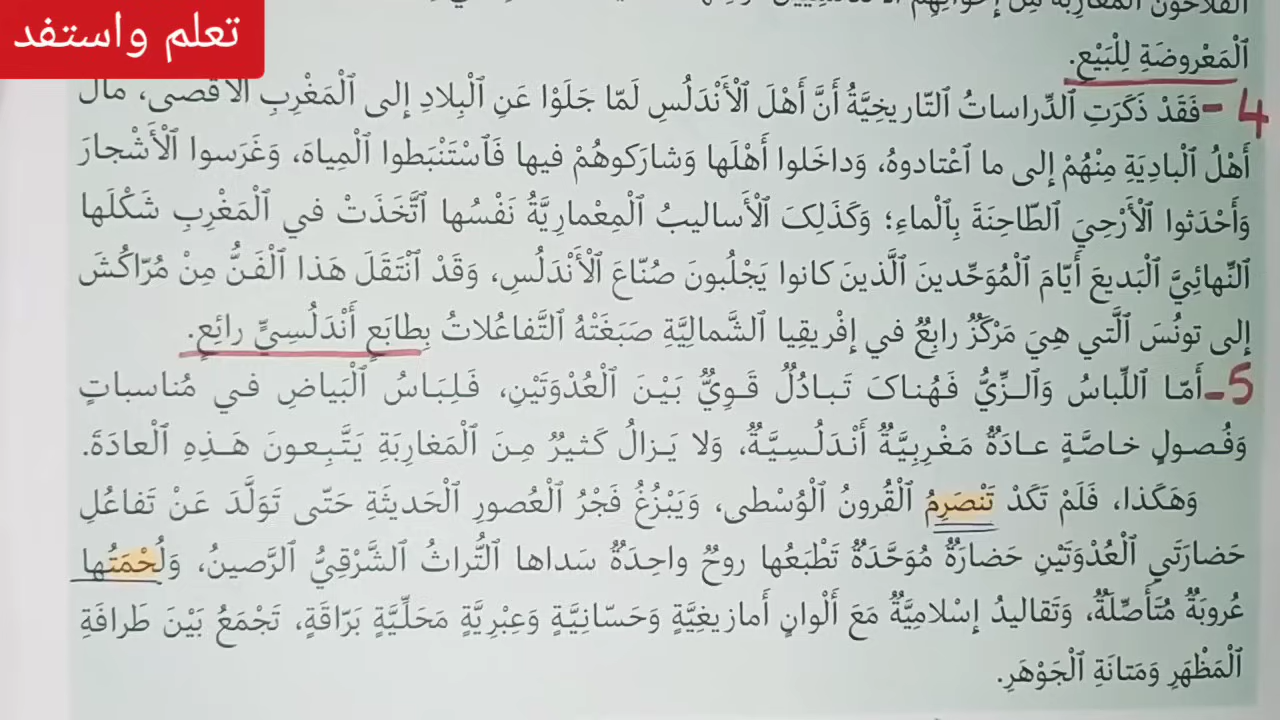 تعلم واستفد
ٱلْمَعْروضَةِ لِلْبَيْعِ.
4- فَقَدْ ذَكَرَتِ ٱلدِّراساتُ ٱلتّاريخِيَّةُ أَنَّ أَهْلَ ٱلْأَنْدَلُسِ لَمّا جَلَوْا عَنِ ٱلْبِلادِ إِلى ٱلْمَغْرِبِ ٱلْأَقْصى، مالَ
أَهْلُ ٱلْبادِيَةِ مِنْهُمْ إِلى ما ٱعْتادوهُ، وَداخَلوا أَهْلَها وَشارَكوهُمْ فيها فَٱسْتَنْبَطوا ٱلْمِياهَ، وَغَرَسوا ٱلْأَشْجارَ
وَأَحْدَثوا ٱلْأَرْحِيَ ٱلطّاحِنَةَ بِٱلْماءِ؛ وَكَذَلِكَ ٱلْأَساليبُ ٱلْمِعْمارِيَّةُ نَفْسُها ٱتَّخَذَتْ في ٱلْمَغْرِبِ شَكْلَها
ٱلنِّهائِيَّ ٱلْبَديعَ أَيّامَ ٱلْمُوَحِّدينَ ٱلَّذينَ كانوا يَجْلُبونَ صُنّاعَ ٱلْأَنْدَلُسِ، وَقَدْ ٱنْتَقَلَ هَذا ٱلْفَنُّ مِنْ مُرّاكُشَ
إِلى تونُسَ ٱلَّتي هِيَ مَرْكَزٌ رابِعٌ في إِفْريقِيا ٱلشَّمالِيَّةِ صَبَغَتْهُ ٱلتَّفاعُلاتُ بِطابَعٍ أَنْدَلُسِيٍّ رائِعٍ.
5- أَمّا ٱللِّباسُ وَٱلزِّيُّ فَهُناكَ تَبادُلٌ قَوِيٌّ بَيْنَ ٱلْعُدْوَتَيْنِ، فَلِبَاسُ ٱلْبَياضِ في مُناسباتٍ
وَفُصولٍ خاصَّةٍ عادَةٌ مَغْرِبِيَّةٌ أَنْدَلُسِيَّةٌ، وَلا يَزالُ كَثيرٌ مِنَ ٱلْمَغارِبَةِ يَتَّبِعونَ هَذِهِ ٱلْعادَةَ.
وَهَكَذا، فَلَمْ تَكَدْ تَنْصَرِمُ ٱلْقُرونُ ٱلْوُسْطى، وَيَبْزُغُ فَجْرُ ٱلْعُصورِ ٱلْحَديثَةِ حَتّى تَوَلَّدَ عَنْ تَفاعُلِ
حَضارَتَيِ ٱلْعُدْوَتَيْنِ حَضارَةٌ مُوَحَّدَةٌ تَطْبَعُها روحٌ واحِدَةٌ سَداها ٱلتُّراثُ ٱلشَّرْقِيُّ ٱلرَّصينُ، وَلُحْمَتُها
عُروبَةٌ مُتَأَصِّلَةٌ، وَتَقاليدُ إِسْلامِيَّةٌ مَعَ أَلْوانٍ أَمازيغِيَّةٍ وَحَسّانِيَّةٍ وَعِبْرِيَّةٍ مَحَلِّيَّةٍ بَرّاقَةٍ، تَجْمَعُ بَيْنَ طَرافَةِ
ٱلْمَظْهَرِ وَمَتانَةِ ٱلْجَوْهَرِ.